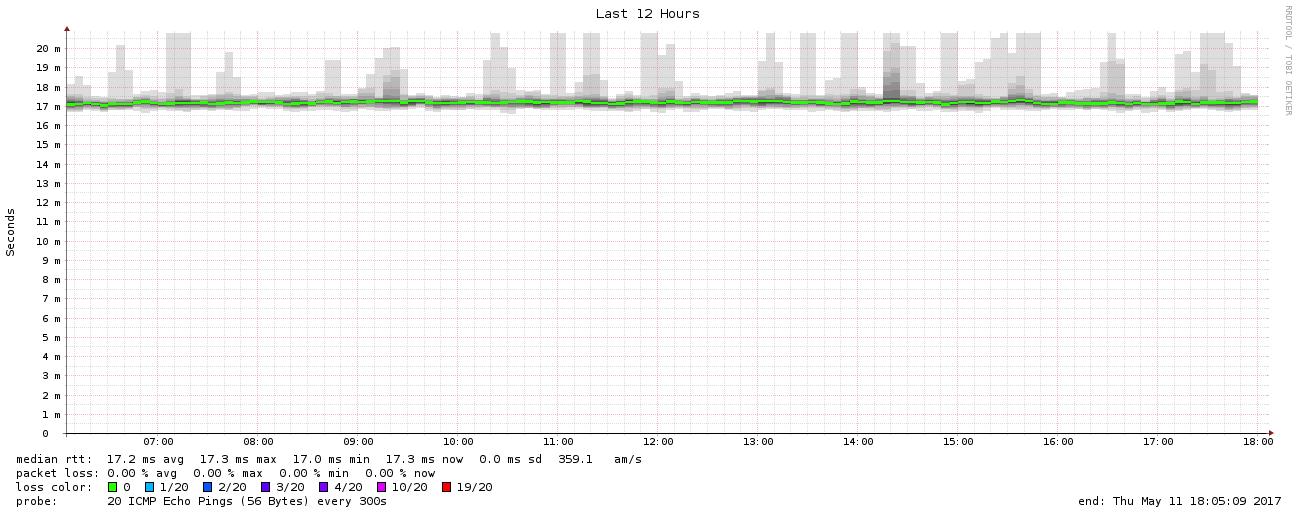 Last 12 Hours
RRDTOOL / TOBI OETIKER
Seconds
20 m
19 m
18 m
17 m
16 m
15 m
14 m
13 m
12 m
11 m
10 m
9 m
8 m
7 m
6 m
5 m
4 m
3 m
2 m
1 m
0
07:00 08:00 09:00 10:00 11:00 12:00 13:00 14:00 15:00 16:00 17:00 18:00
median rtt: 17.2 ms avg 17.3 ms max 17.0 ms min 17.3 ms now 0.0 ms sd 359.1 am/s
packet loss: 0.00 % avg 0.00 % max 0.00 % min 0.00 % now
loss color: 0 1/20 2/20 3/20 4/20 10/20 19/20
probe: 20 ICMP Echo Pings (56 Bytes) every 300s end: Thu May 11 18:05:09 2017